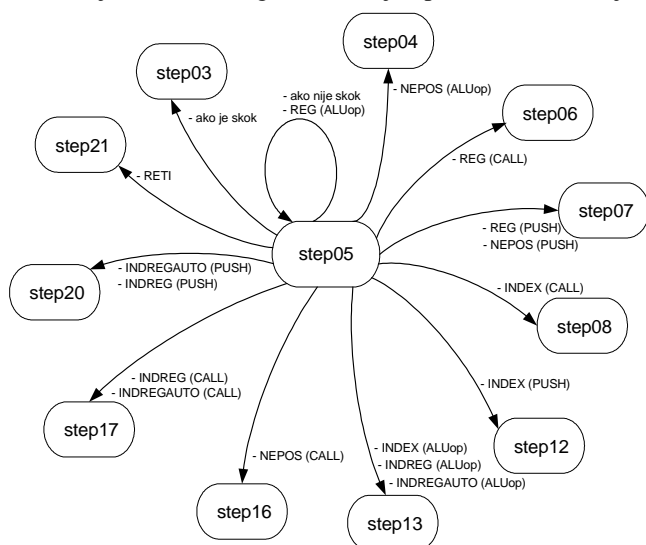 step04
step03
- ako nije skok
- REG (ALUop)
- NEPOS (ALUop)
step06
- ako je skok
step21
- REG (CALL)
- RETI
step07
- REG (PUSH)
- NEPOS (PUSH)
step05
- INDREGAUTO (PUSH)
- INDREG (PUSH)
step20
- INDEX (CALL)
step08
- INDREG (CALL)
- INDREGAUTO (CALL)
- INDEX (PUSH)
step17
step12
- NEPOS (CALL)
- INDEX (ALUop)
- INDREG (ALUop)
- INDREGAUTO (ALUop)
step16
step13